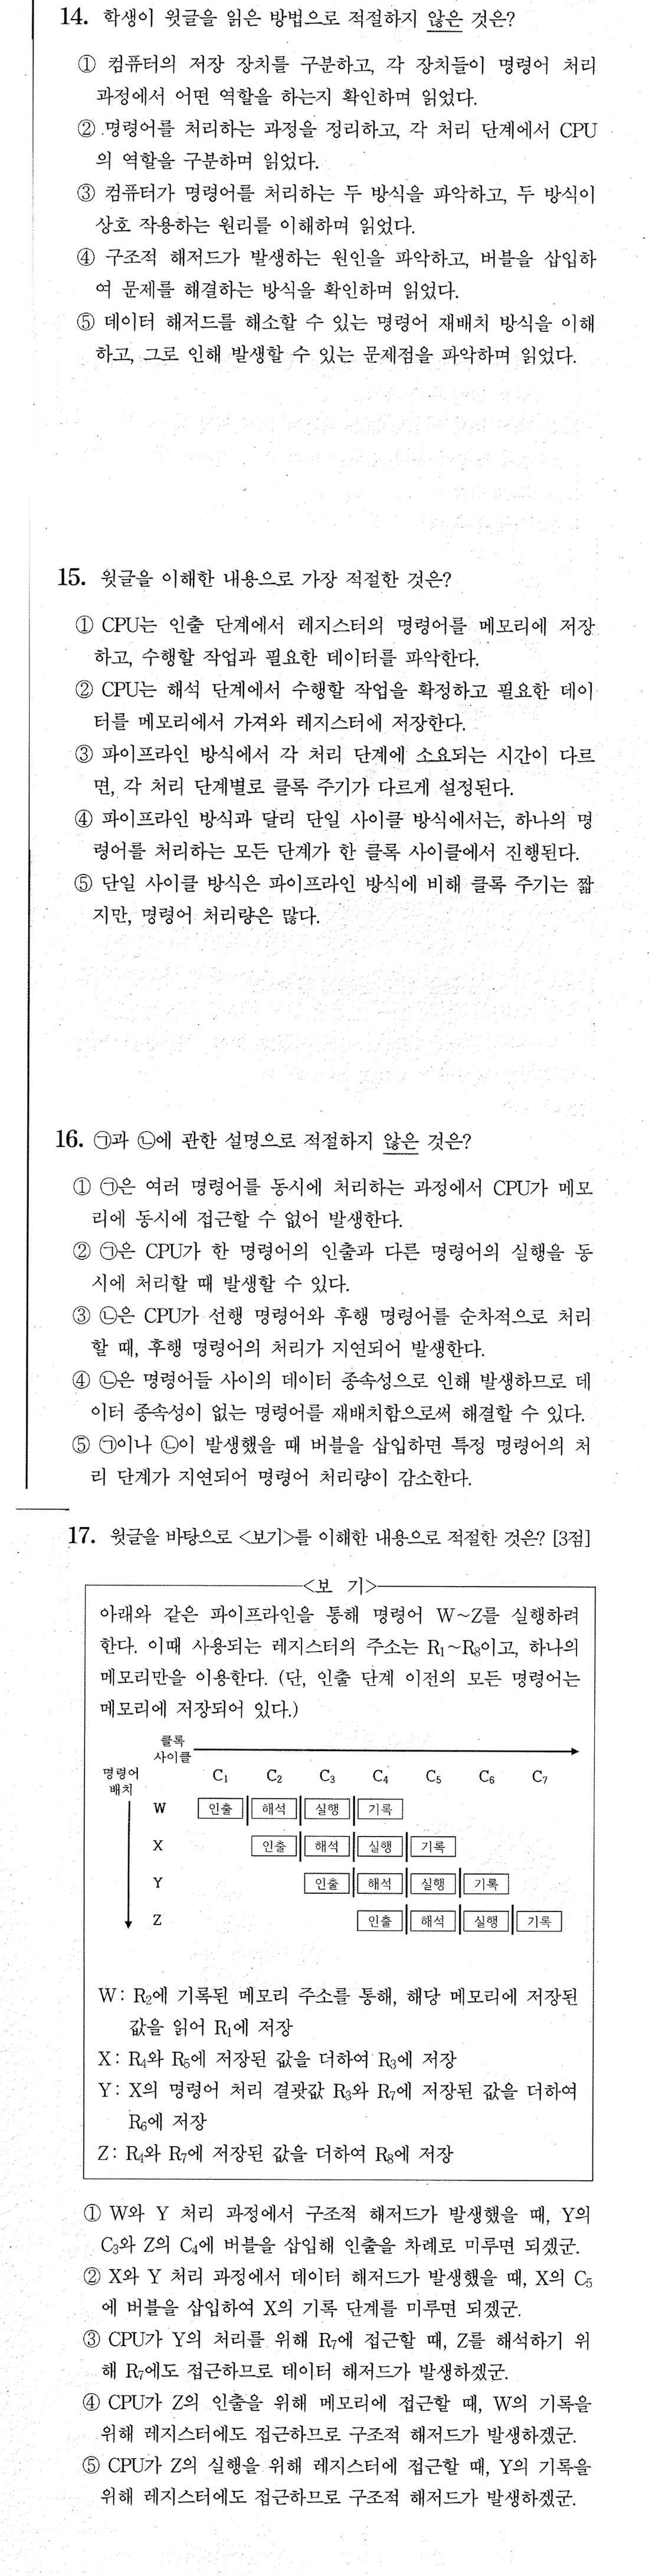 14. 학생이 윗글을 읽은 방법으로 적절하지 않은 것은?
① 컴퓨터의 저장 장치를 구분하고, 각 장치들이 명령어 처리
과정에서 어떤 역할을 하는지 확인하며 읽었다.
② 명령어를 처리하는 과정을 정리하고, 각 처리 단계에서 CPU
의 역할을 구분하며 읽었다.
③ 컴퓨터가 명령어를 처리하는 두 방식을 파악하고, 두 방식이
상호 작용하는 원리를 이해하며 읽었다.
④ 구조적 해저드가 발생하는 원인을 파악하고, 버블을 삽입하
여 문제를 해결하는 방식을 확인하며 읽었다.
⑤ 데이터 해저드를 해소할 수 있는 명령어 재배치 방식을 이해
하고, 그로 인해 발생할 수 있는 문제점을 파악하며 읽었다.
15. 윗글을 이해한 내용으로 가장 적절한 것은?
① CPU는 인출 단계에서 레지스터의 명령어를 메모리에 저장
하고, 수행할 작업과 필요한 데이터를 파악한다.
② CPU는 해석 단계에서 수행할 작업을 확정하고 필요한 데이
터를 메모리에서 가져와 레지스터에 저장한다.
③ 파이프라인 방식에서 각 처리 단계에 소요되는 시간이 다르
면, 각 처리 단계별로 클록 주기가 다르게 설정된다.
④ 파이프라인 방식과 달리 단일 사이클 방식에서는, 하나의 명
령어를 처리하는 모든 단계가 한 클록 사이클에서 진행된다.
⑤ 단일 사이클 방식은 파이프라인 방식에 비해 클록 주기는 짧
지만, 명령어 처리량은 많다.
16. ㉠과 ㉡에 관한 설명으로 적절하지 않은 것은?
① ㉠은 여러 명령어를 동시에 처리하는 과정에서 CPU가 메모
리에 동시에 접근할 수 없어 발생한다.
② ㉠은 CPU가 한 명령어의 인출과 다른 명령어의 실행을 동
시에 처리할 때 발생할 수 있다.
③ ㉡은 CPU가 선행 명령어와 후행 명령어를 순차적으로 처리
할 때, 후행 명령어의 처리가 지연되어 발생한다.
④ ㉡은 명령어들 사이의 데이터 종속성으로 인해 발생하므로 데
이터 종속성이 없는 명령어를 재배치함으로써 해결할 수 있다.
⑤ ㉠이나 ㉡이 발생했을 때 버블을 삽입하면 특정 명령어의 처
리 단계가 지연되어 명령어 처리량이 감소한다.
17. 윗글을 바탕으로 <보기>를 이해한 내용으로 적절한 것은? [3점]
<보 기>
아래와 같은 파이프라인을 통해 명령어 W~Z를 실행하려
한다. 이때 사용되는 레지스터의 주소는 R₁~R₈이고, 하나의
메모리만을 이용한다. (단, 인출 단계 이전의 모든 명령어는
메모리에 저장되어 있다.)
클록
사이클
명령어
배치
C₁ C₂ C₃ C₄ C₅ C₆ C₇
W 인출 해석 실행 기록
X 인출 해석 실행 기록
Y 인출 해석 실행 기록
Z 인출 해석 실행 기록
W: R₂에 기록된 메모리 주소를 통해, 해당 메모리에 저장된
값을 읽어 R₁에 저장
X: R₄와 R₅에 저장된 값을 더하여 R₃에 저장
Y: X의 명령어 처리 결괏값 R₃와 R₇에 저장된 값을 더하여
R₆에 저장
Z: R₄와 R₇에 저장된 값을 더하여 R₈에 저장
① W와 Y 처리 과정에서 구조적 해저드가 발생했을 때, Y의
C₃와 Z의 C₄에 버블을 삽입해 인출을 차례로 미루면 되겠군.
② X와 Y 처리 과정에서 데이터 해저드가 발생했을 때, X의 C₅
에 버블을 삽입하여 X의 기록 단계를 미루면 되겠군.
③ CPU가 Y의 처리를 위해 R₇에 접근할 때, Z를 해석하기 위
해 R₇에도 접근하므로 데이터 해저드가 발생하겠군.
④ CPU가 Z의 인출을 위해 메모리에 접근할 때, W의 기록을
위해 레지스터에도 접근하므로 구조적 해저드가 발생하겠군.
⑤ CPU가 Z의 실행을 위해 레지스터에 접근할 때, Y의 기록을
위해 레지스터에도 접근하므로 구조적 해저드가 발생하겠군.